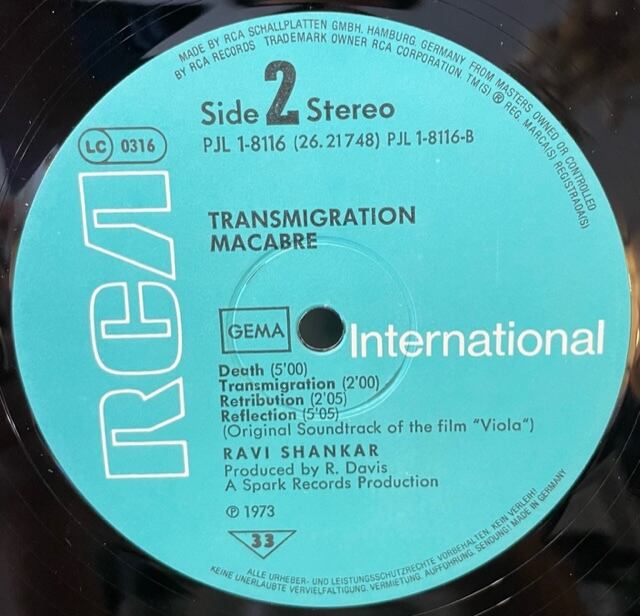 MADE BY RCA SCHALLPLATTEN GMBH, HAMBURG, GERMANY FROM MASTERS OWNED OR CONTROLLED
BY RCA RECORDS TRADEMARK OWNER RCA CORPORATION, TM(S) ® REG. MARCA(S) REGISTRADA(S)
Side 2 Stereo
PJL 1-8116 (26.21748) PJL 1-8116-B
LC 0316
RCA
TRANSMIGRATION
MACABRE
GEMA
International
Death (5'00)
Transmigration (2'00)
Retribution (2'05)
Reflection (5'05)
(Original Soundtrack of the film "Viola")
RAVI SHANKAR
Produced by R. Davis
A Spark Records Production
℗ 1973
33
ALLE URHEBER- UND LEISTUNGSSCHUTZRECHTE VORBEHALTEN. KEIN VERLEIH!
KEINE UNERLAUBTE VERVIELFÄLTIGUNG, VERMIETUNG, AUFFÜHRUNG, SENDUNG! MADE IN GERMANY